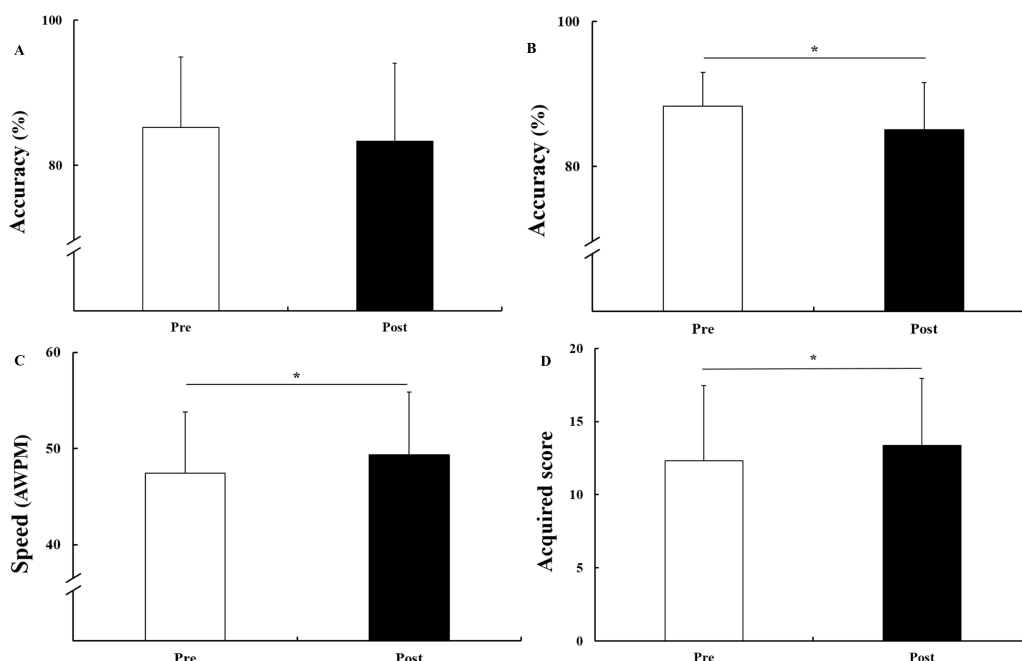 A
Accuracy (%)
100
80
Pre
Post
B
Accuracy (%)
100
80
*
Pre
Post
C
Speed (AWPM)
60
50
40
*
Pre
Post
D
Acquired score
20
15
10
5
0
*
Pre
Post